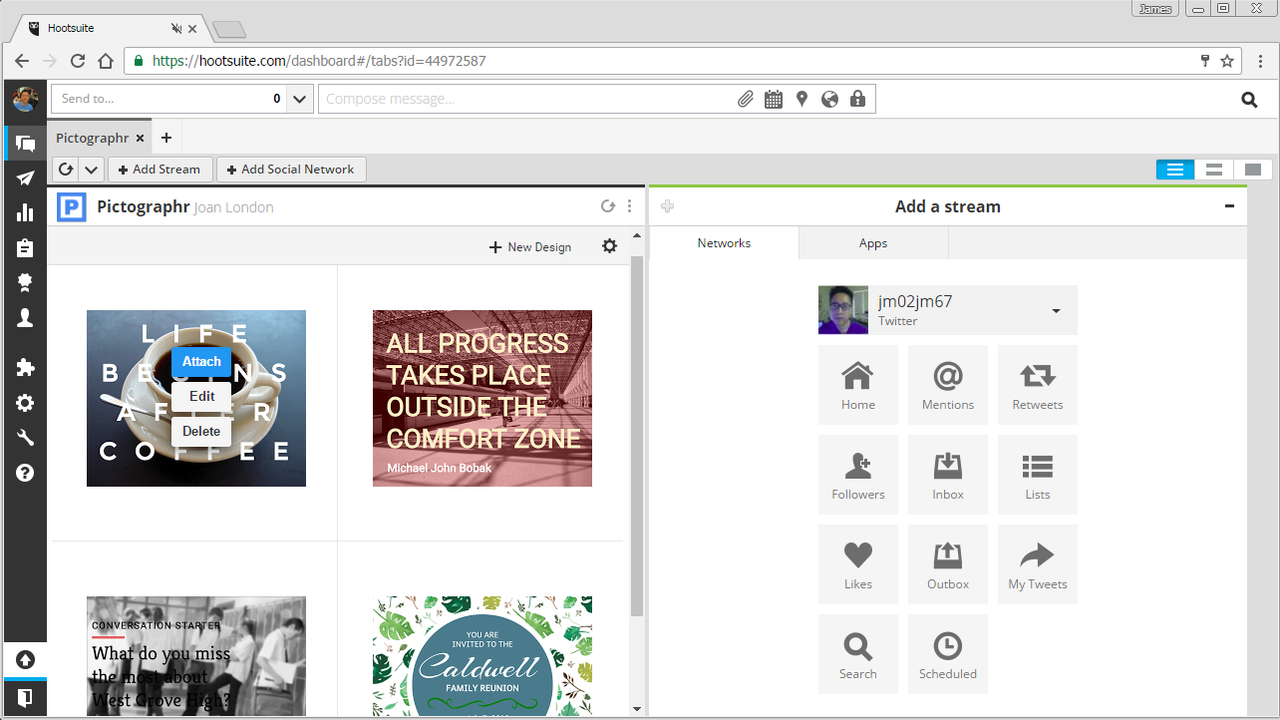 James
Hootsuite
https://hootsuite.com/dashboard#/tabs?id=44972587
Send to...
0
Compose message...
Pictographr
Add Stream
Add Social Network
P
Pictographr Joan London
Add a stream
New Design
Networks
Apps
LIFE
BEGINS
AFTER
COFFEE
Attach
Edit
Delete
ALL PROGRESS
TAKES PLACE
OUTSIDE THE
COMFORT ZONE
Michael John Bobak
jm02jm67
Twitter
Home
Mentions
Retweets
Followers
Inbox
Lists
Likes
Outbox
My Tweets
Search
Scheduled
CONVERSATION STARTER
What do you miss
the most about
West Grove High?
YOU ARE
INVITED TO THE
Caldwell
FAMILY REUNION